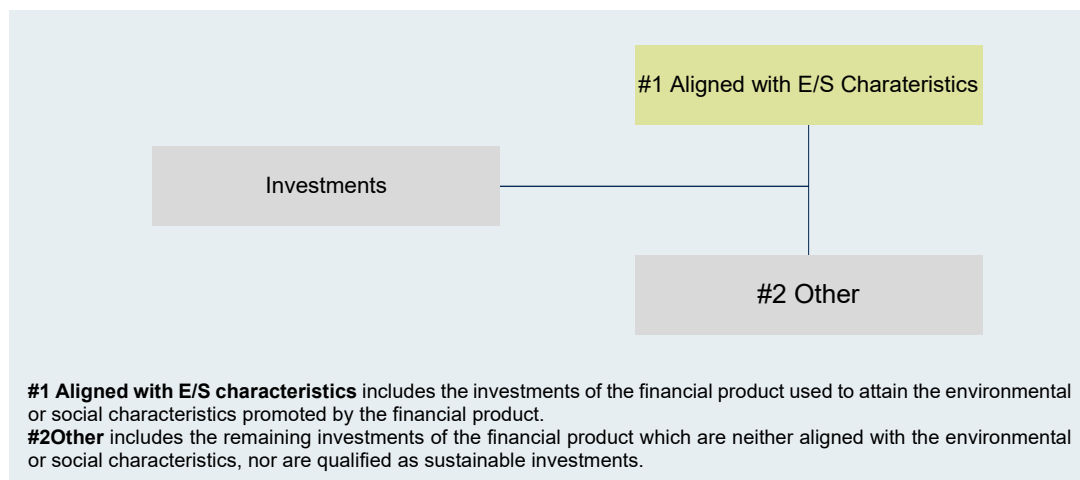 #1 Aligned with E/S Charateristics
Investments
#2 Other
#1 Aligned with E/S characteristics includes the investments of the financial product used to attain the environmental
or social characteristics promoted by the financial product.
#2Other includes the remaining investments of the financial product which are neither aligned with the environmental
or social characteristics, nor are qualified as sustainable investments.